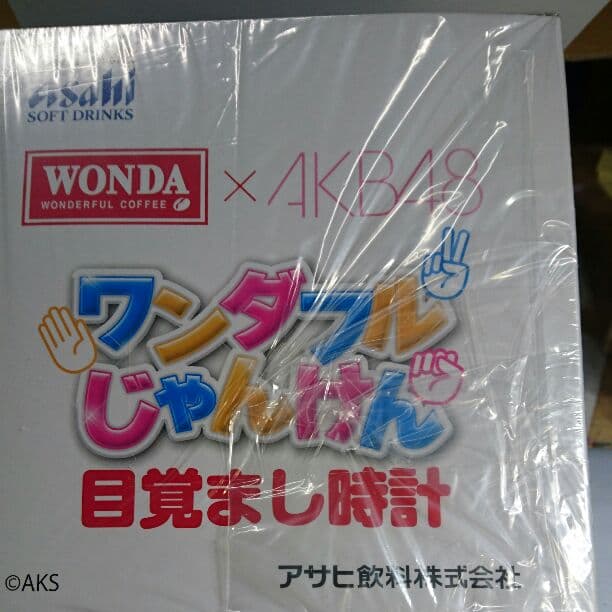 Asahi
SOFT DRINKS
WONDA × AKB48
WONDERFUL COFFEE
ワンダフル
じゃんけん
目覚まし時計
©AKS
アサヒ飲料株式会社